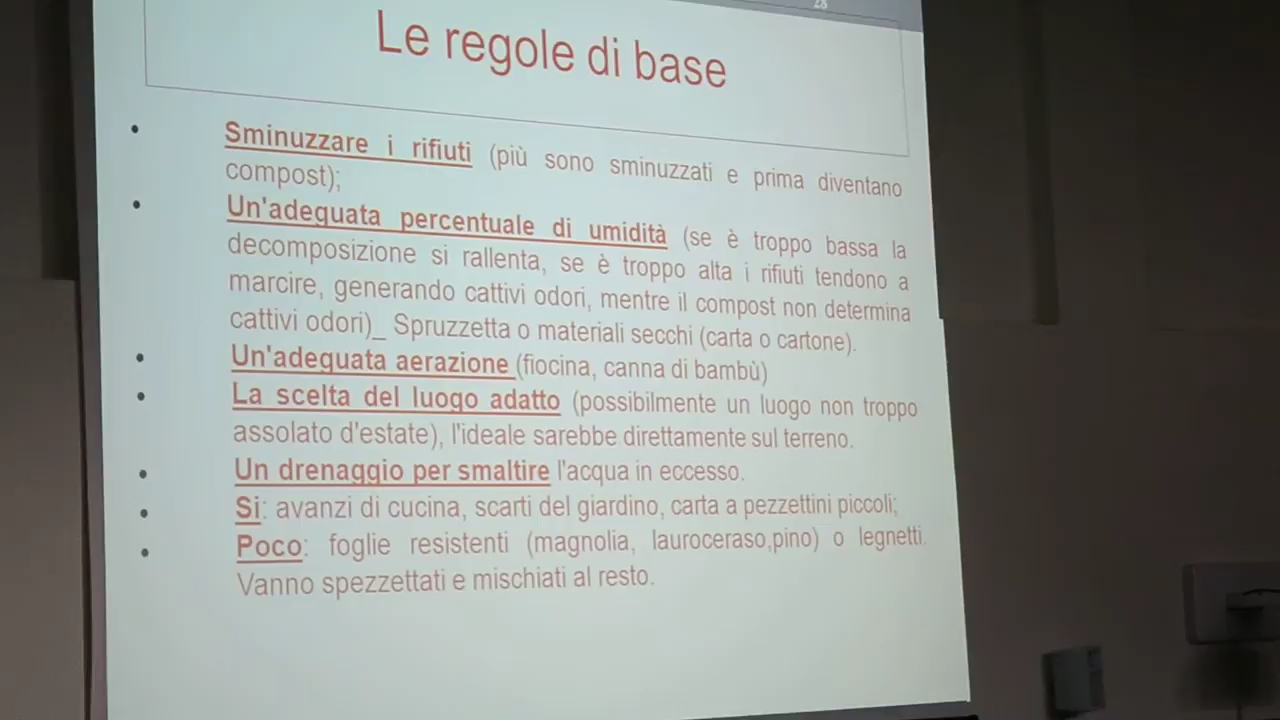 28
Le regole di base
• Sminuzzare i rifiuti (più sono sminuzzati e prima diventano
compost);
• Un'adeguata percentuale di umidità (se è troppo bassa la
decomposizione si rallenta, se è troppo alta i rifiuti tendono a
marcire, generando cattivi odori, mentre il compost non determina
cattivi odori)_ Spruzzetta o materiali secchi (carta o cartone).
• Un'adeguata aerazione (fiocina, canna di bambù)
• La scelta del luogo adatto (possibilmente un luogo non troppo
assolato d'estate), l'ideale sarebbe direttamente sul terreno.
• Un drenaggio per smaltire l'acqua in eccesso.
• Si: avanzi di cucina, scarti del giardino, carta a pezzettini piccoli;
• Poco: foglie resistenti (magnolia, lauroceraso,pino) o legnetti.
Vanno spezzettati e mischiati al resto.